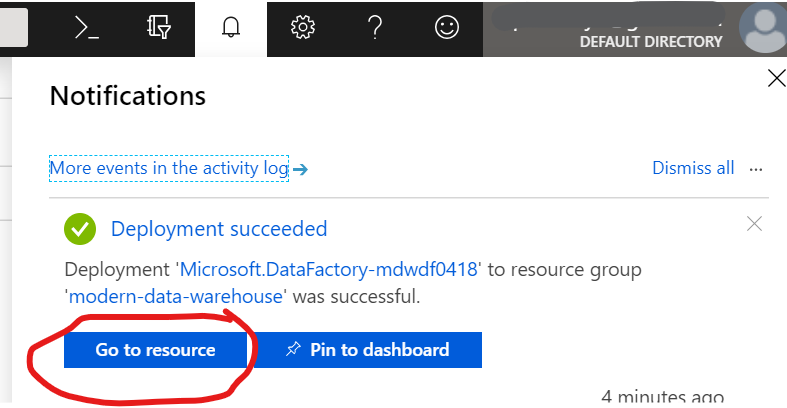 DEFAULT DIRECTORY
Notifications
More events in the activity log
Dismiss all ...
Deployment succeeded
Deployment 'Microsoft.DataFactory-mdwdf0418' to resource group
'modern-data-warehouse' was successful.
Go to resource
Pin to dashboard
4 minutes ago